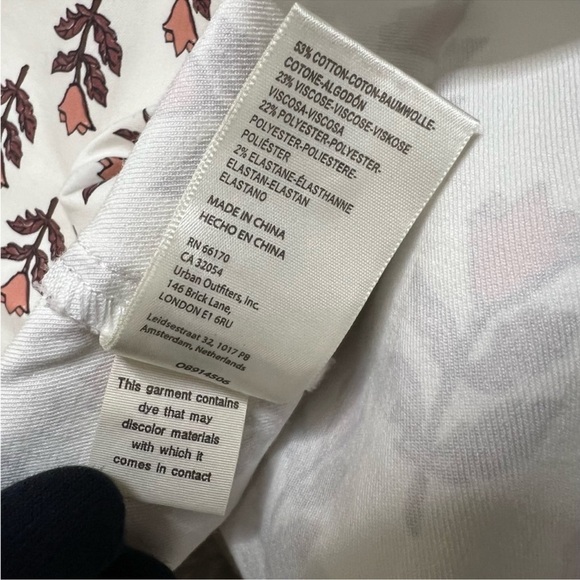 53% COTTON-COTON-BAUMWOLLE-
COTONE-ALGODÓN
23% VISCOSE-VISCOSE-VISKOSE
VISCOSA-VISCOSA
22% POLYESTER-POLYESTER-
POLYESTER-POLIESTERE-
POLIÉSTER
2% ELASTANE-ÉLASTHANNE
ELASTAN-ELASTAN
ELASTANO
MADE IN CHINA
HECHO EN CHINA
RN 66170
CA 32054
Urban Outfitters, Inc.
146 Brick Lane,
LONDON E1 6RU
Leidsestraat 32, 1017 PB
Amsterdam, Netherlands
OB914506
This garment contains
dye that may
discolor materials
with which it
comes in contact